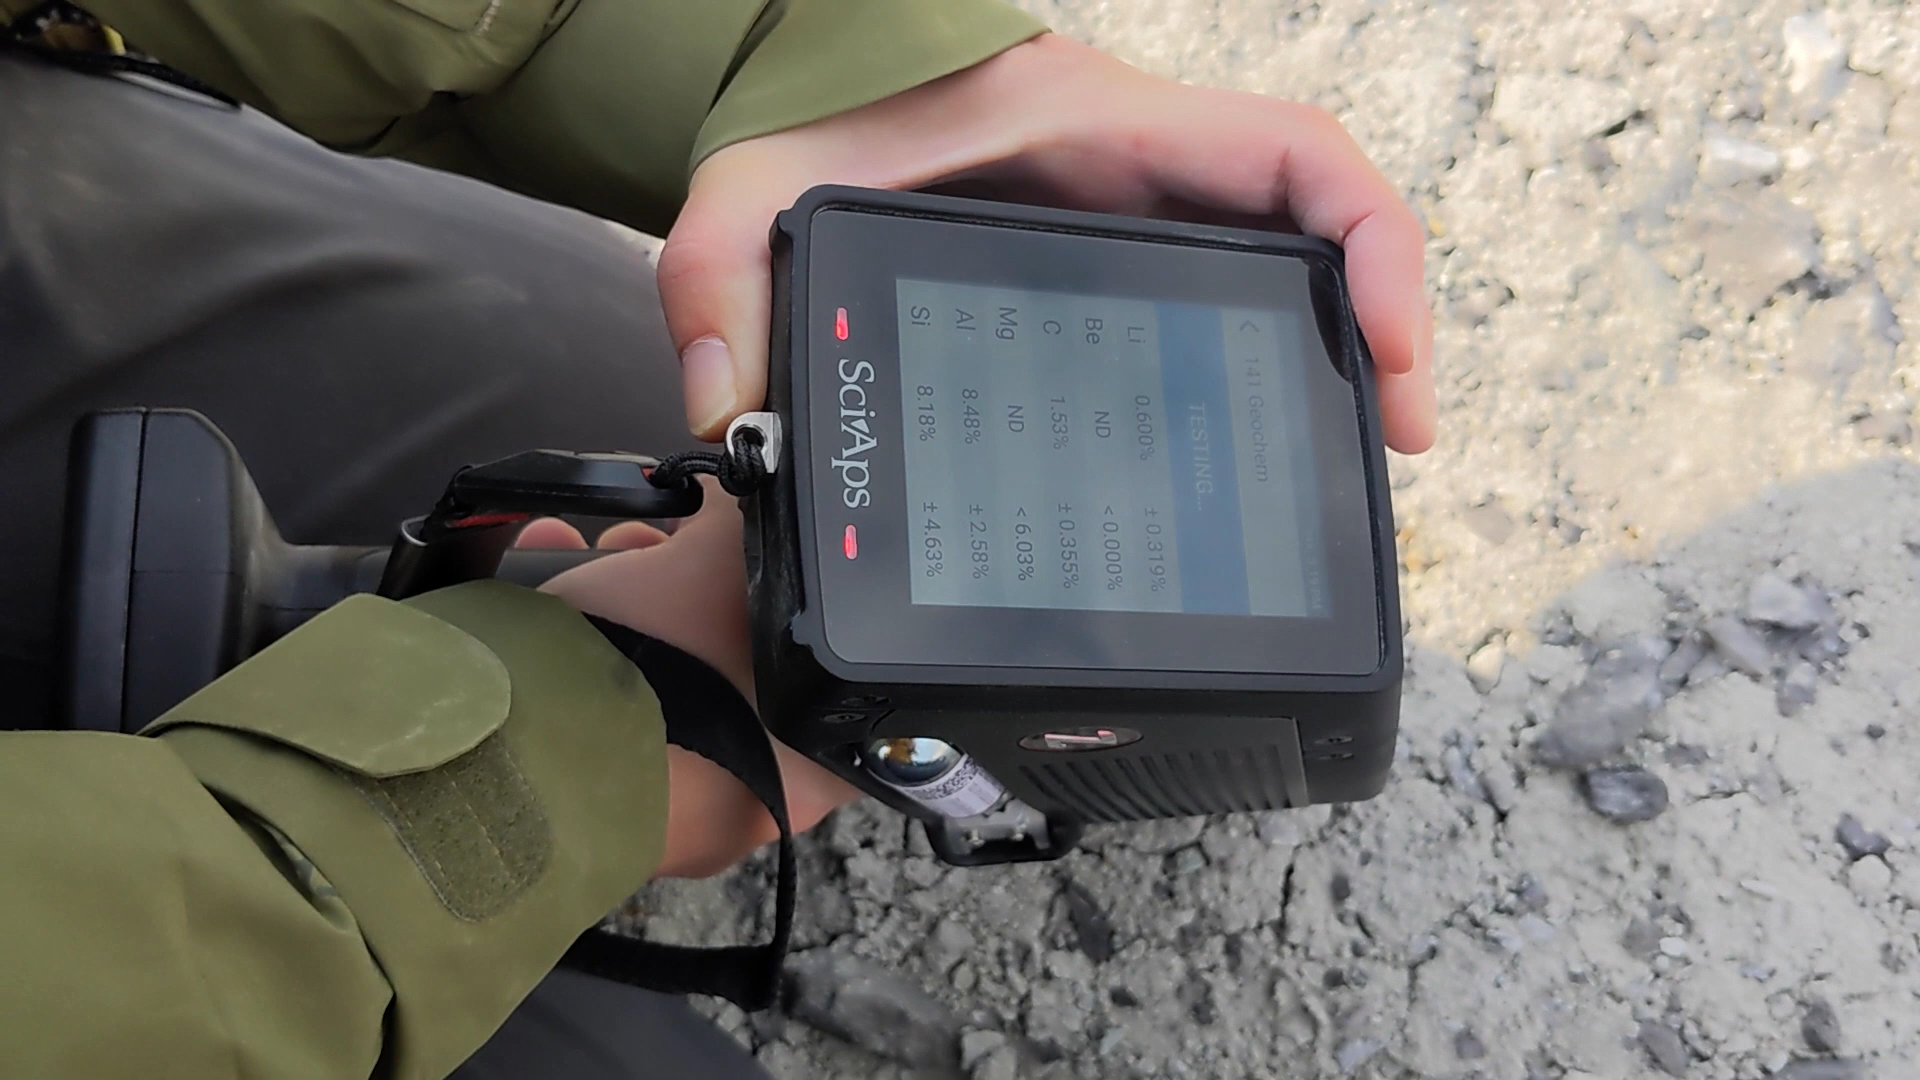 141 Geochem
TESTING...
Li 0.600% ± 0.319%
Be ND < 0.000%
C 1.53% ± 0.355%
Mg ND < 6.03%
Al 8.48% ± 2.58%
Si 8.18% ± 4.63%
SciAps